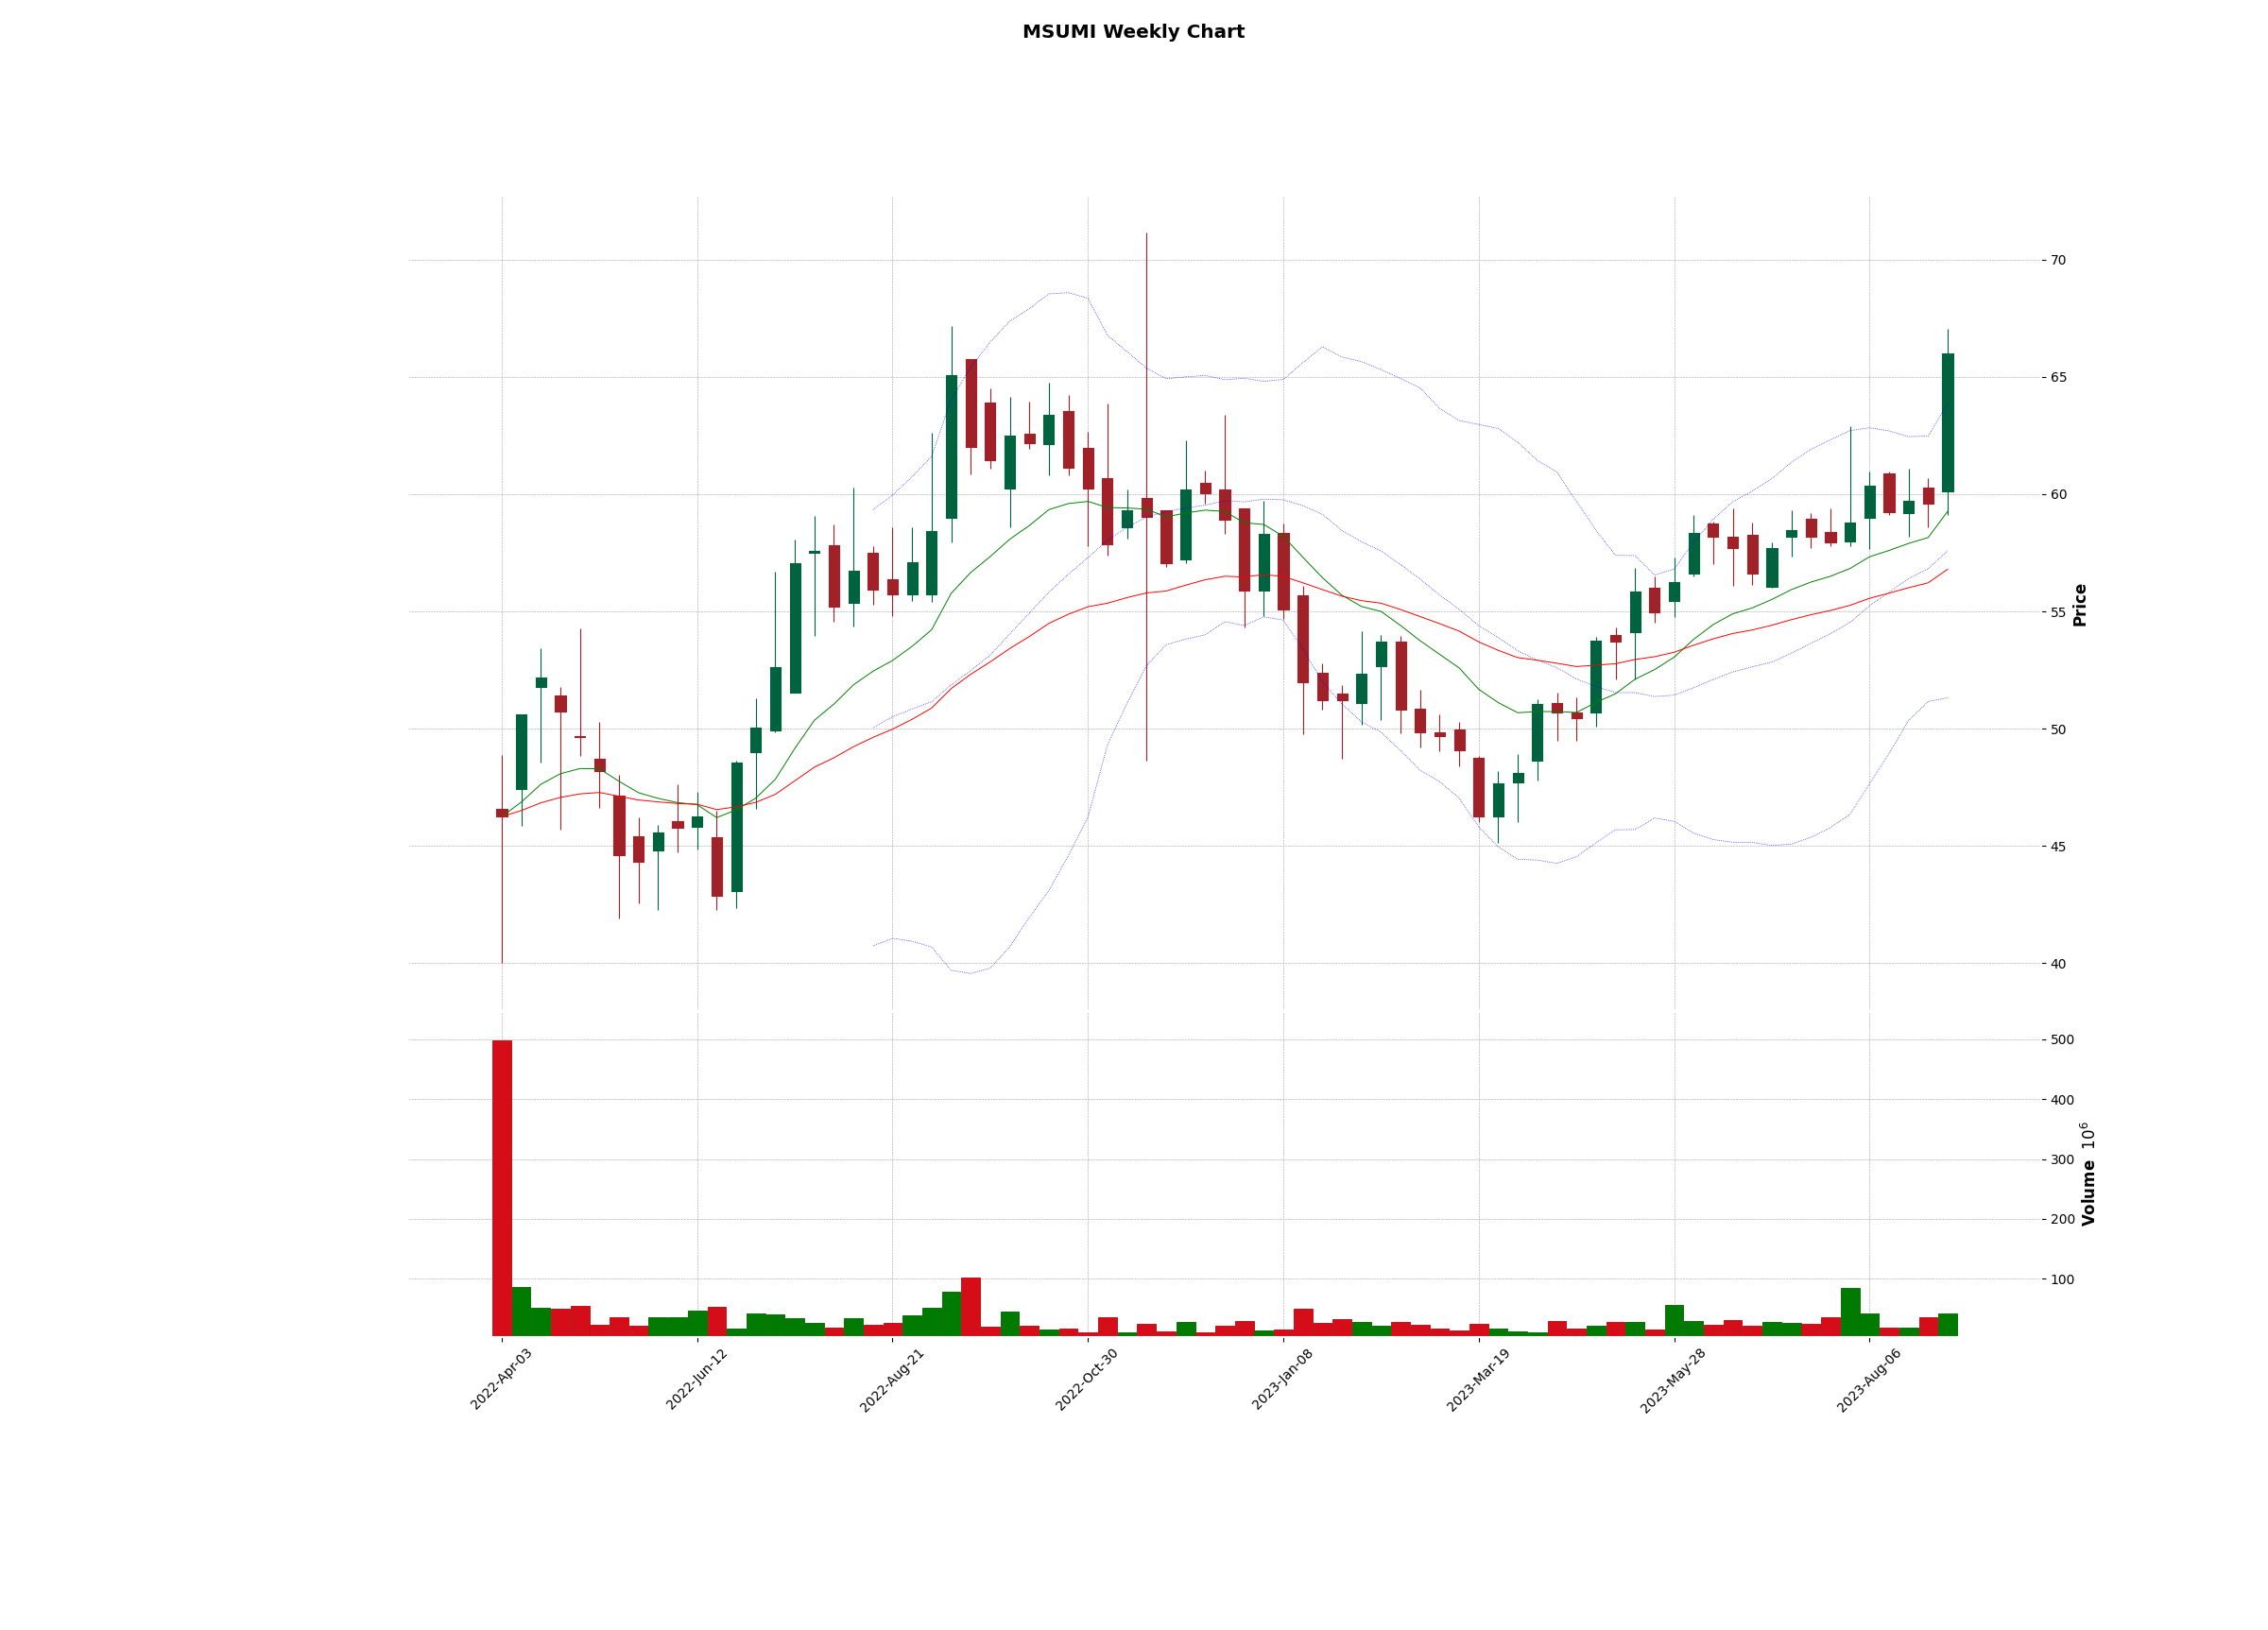 MSUMI Weekly Chart
70
65
60
55
50
45
40
Price
500
400
300
200
100
Volume 10^6
2022-Apr-03
2022-Jun-12
2022-Aug-21
2022-Oct-30
2023-Jan-08
2023-Mar-19
2023-May-28
2023-Aug-06